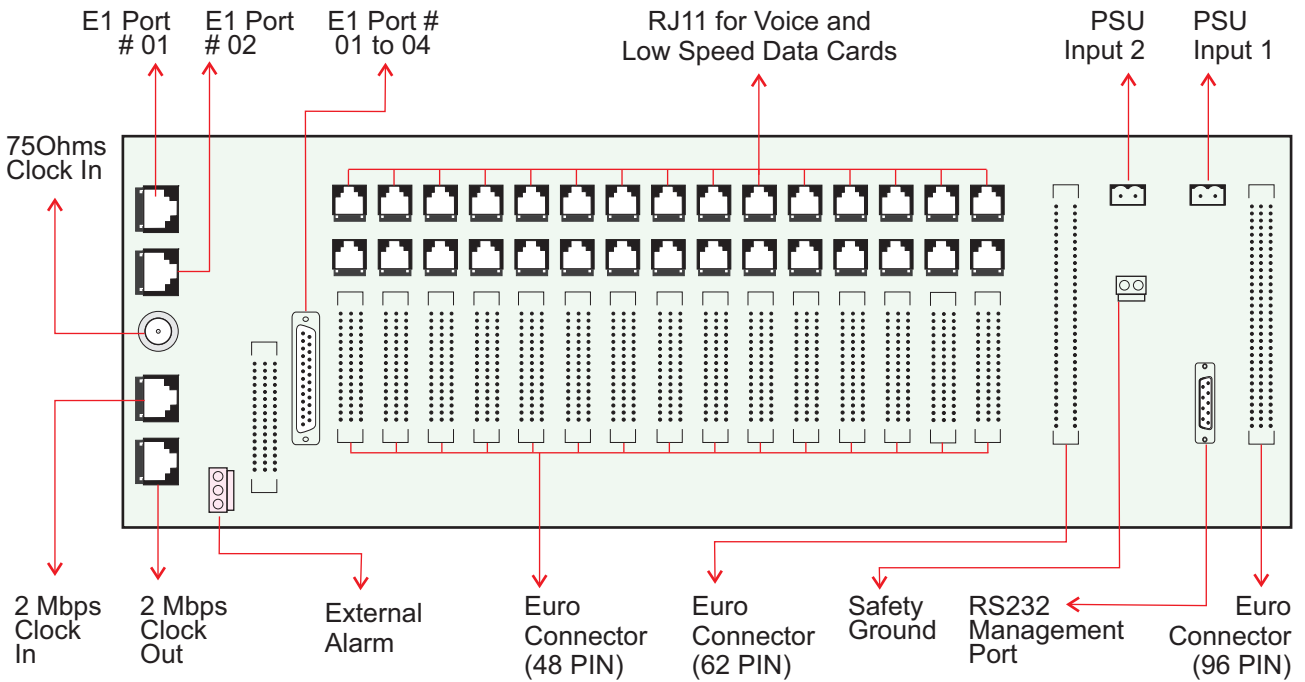 E1 Port
# 01
E1 Port
# 02
E1 Port #
01 to 04
RJ11 for Voice and
Low Speed Data Cards
PSU
Input 2
PSU
Input 1
75Ohms
Clock In
2 Mbps
Clock
In
2 Mbps
Clock
Out
External
Alarm
Euro
Connector
(48 PIN)
Euro
Connector
(62 PIN)
Safety
Ground
RS232
Management
Port
Euro
Connector
(96 PIN)